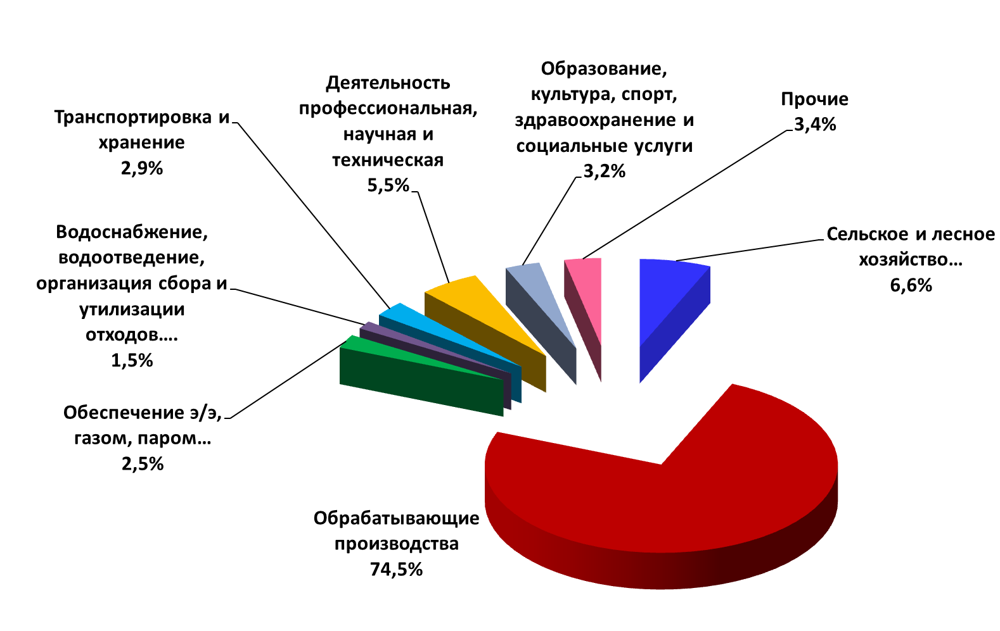 Образование,
культура, спорт,
здравоохранение и
социальные услуги
3,2%
Деятельность
профессиональная,
научная и
техническая
5,5%
Прочие
3,4%
Транспортировка и
хранение
2,9%
Водоснабжение,
водоотведение,
организация сбора и
утилизации
отходов....
1,5%
Сельское и лесное
хозяйство...
6,6%
Обеспечение э/э,
газом, паром...
2,5%
Обрабатывающие
производства
74,5%